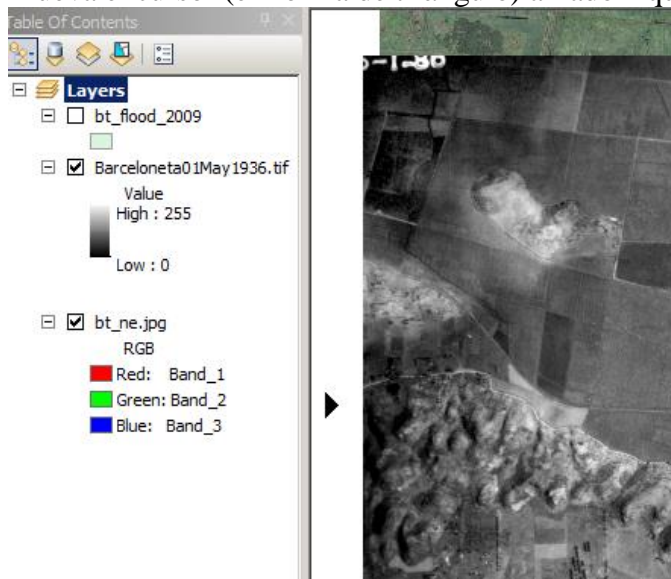 Table Of Contents
Layers
bt_flood_2009
Barceloneta01May1936.tif
Value
High : 255
Low : 0
bt_ne.jpg
RGB
Red: Band_1
Green: Band_2
Blue: Band_3